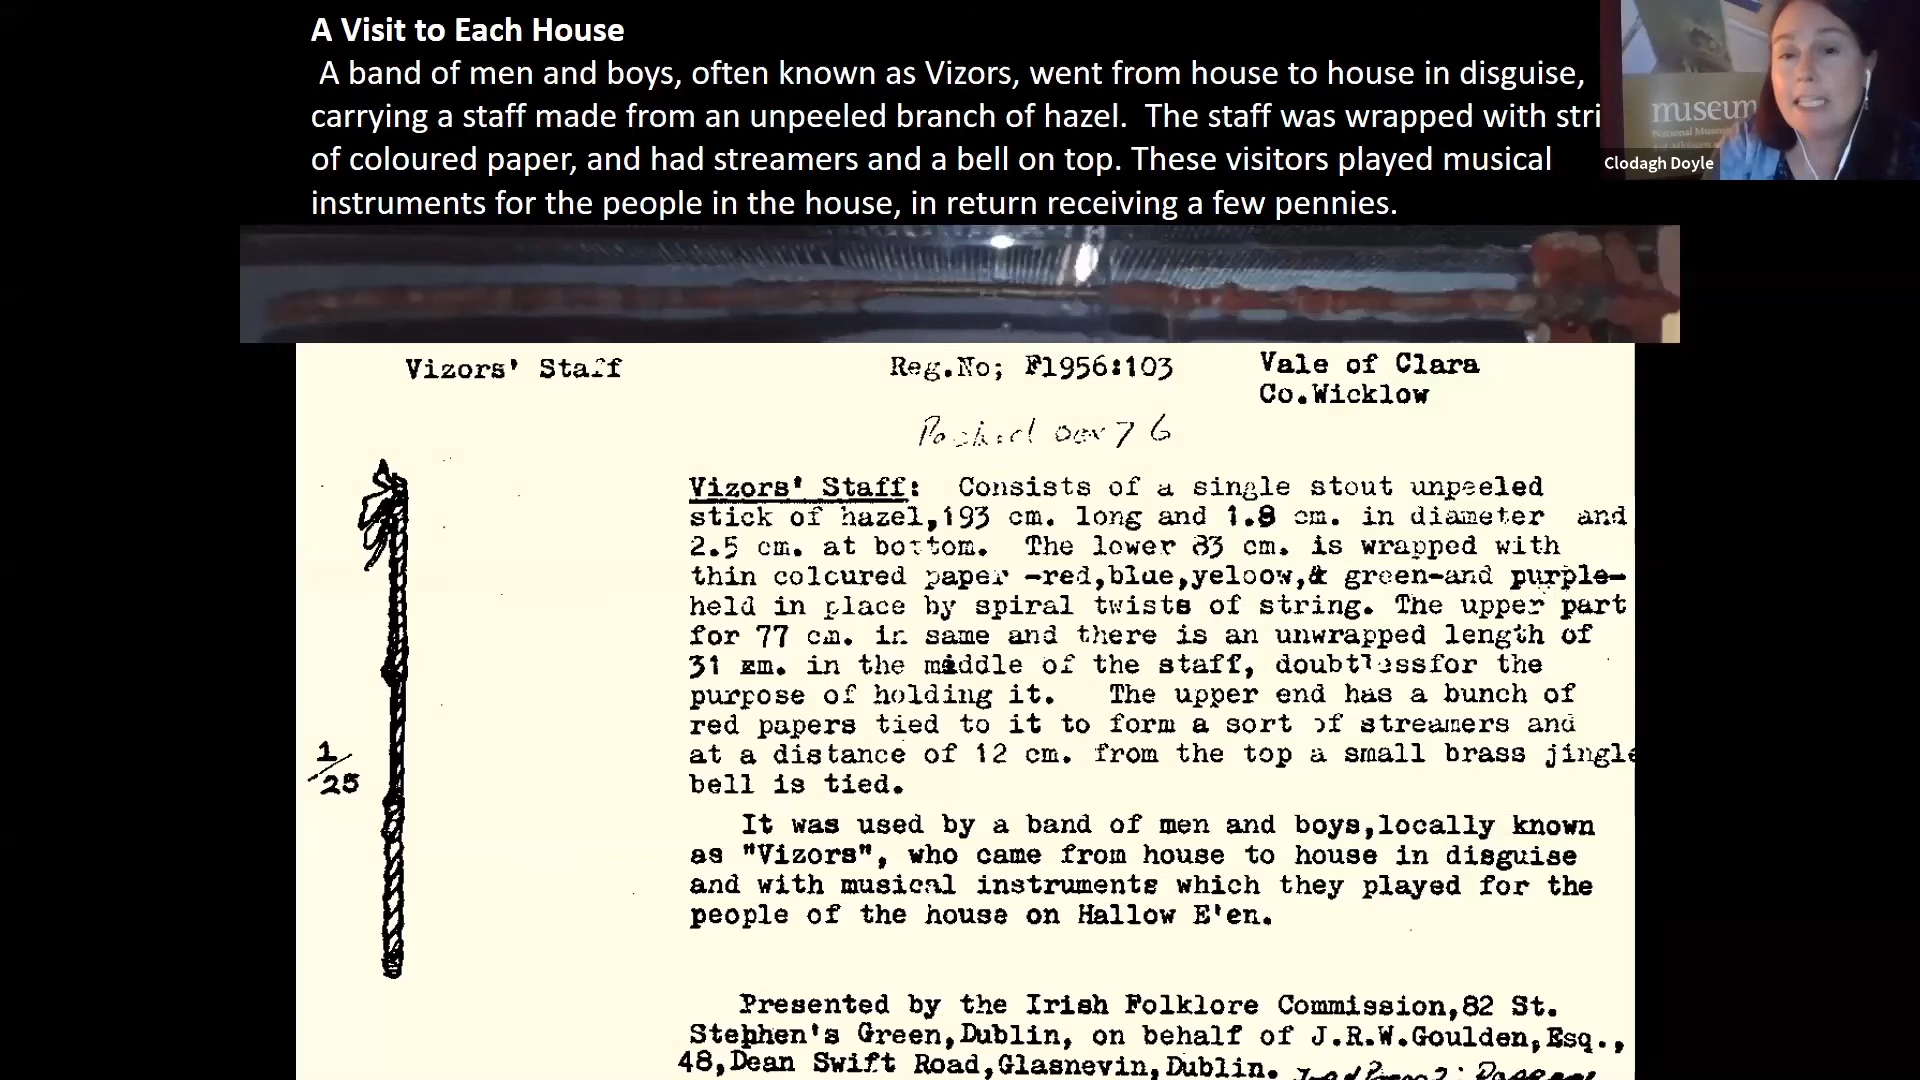 A Visit to Each House
A band of men and boys, often known as Vizors, went from house to house in disguise,
carrying a staff made from an unpeeled branch of hazel. The staff was wrapped with stri
of coloured paper, and had streamers and a bell on top. These visitors played musical
instruments for the people in the house, in return receiving a few pennies.
museum
National Museum
Clodagh Doyle
Vizors' Staff Reg.No; F1956:103 Vale of Clara
Co.Wicklow
Vizors' Staff: Consists of a single stout unpeeled
stick of hazel,193 cm. long and 1.8 cm. in diameter and
2.5 cm. at bottom. The lower 83 cm. is wrapped with
thin coloured paper -red,blue,yeloow,& green-and purple-
held in place by spiral twists of string. The upper part
for 77 cm. in same and there is an unwrapped length of
31 cm. in the middle of the staff, doubtlessfor the
purpose of holding it. The upper end has a bunch of
red papers tied to it to form a sort of streamers and
at a distance of 12 cm. from the top a small brass jingle
bell is tied.
1/25
It was used by a band of men and boys,locally known
as "Vizors", who came from house to house in disguise
and with musical instruments which they played for the
people of the house on Hallow E'en.
Presented by the Irish Folklore Commission,82 St.
Stephen's Green,Dublin, on behalf of J.R.W.Goulden,Esq.,
48,Dean Swift Road,Glasnevin,Dublin.